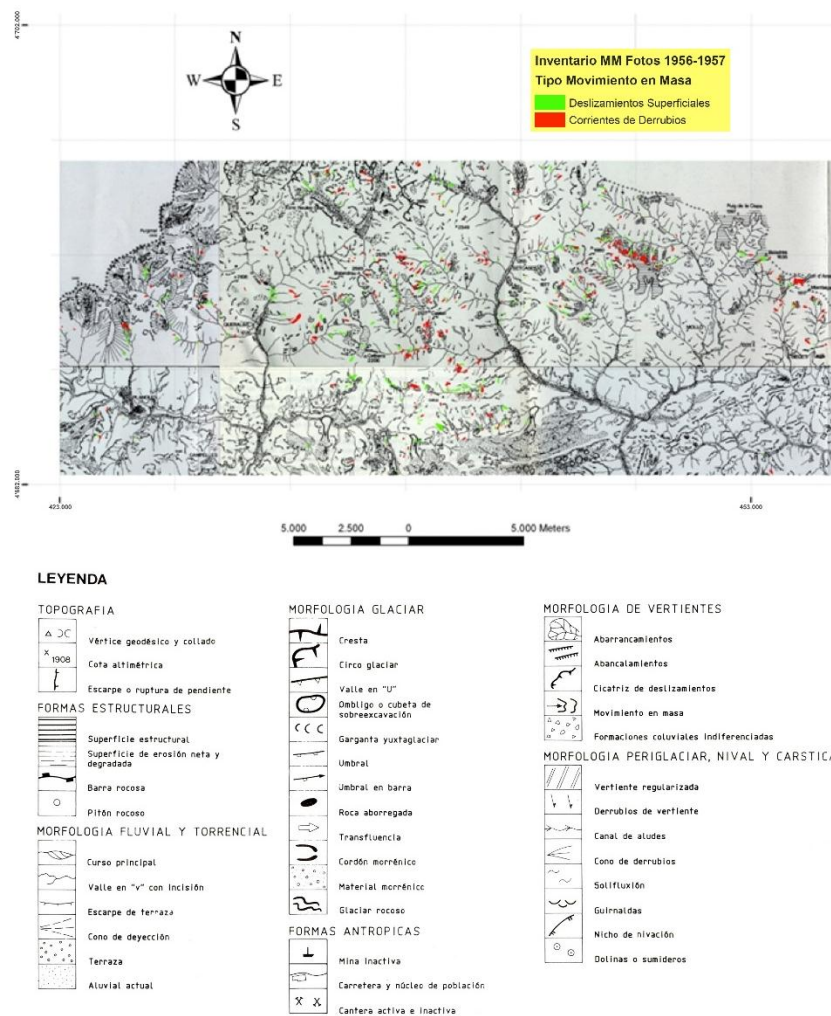 4'702.000
N
W
E
S
Inventario MM Fotos 1956-1957
Tipo Movimiento en Masa
Deslizamientos Superficiales
Corrientes de Derrubios
425.000
453.000
5.000
2.500
0
5.000 Meters
LEYENDA
TOPOGRAFIA
Vértice geodésico y collado
1908
Cota altimétrica
Escarpe o ruptura de pendiente
FORMAS ESTRUCTURALES
Superficie estructural
Superficie de erosión neta y
degradada
Barra rocosa
Pitón rocoso
MORFOLOGIA FLUVIAL Y TORRENCIAL
Curso principal
Valle en "v" con incisión
Escarpe de terraza
Cono de deyección
Terraza
Aluvial actual
MORFOLOGIA GLACIAR
Cresta
Circo glaciar
Valle en "U"
Ombligo o cubeta de
sobreexcavación
Garganta yuxtaglaciar
Umbral
Umbral en barra
Roca aborregada
Transfluencia
Cordón morrénico
Material morrénico
Glaciar rocoso
FORMAS ANTROPICAS
Mina inactiva
Carretera y núcleo de población
Cantera activa e inactiva
MORFOLOGIA DE VERTIENTES
Abarrancamientos
Abancalamientos
Cicatriz de deslizamientos
Movimiento en masa
Formaciones coluviales indiferenciadas
MORFOLOGIA PERIGLACIAR, NIVAL Y CARSTICA
Vertiente regularizada
Derrubios de vertiente
Canal de aludes
Cono de derrubios
Solifluxión
Guirnaldas
Nicho de nivación
Dolinas o sumideros